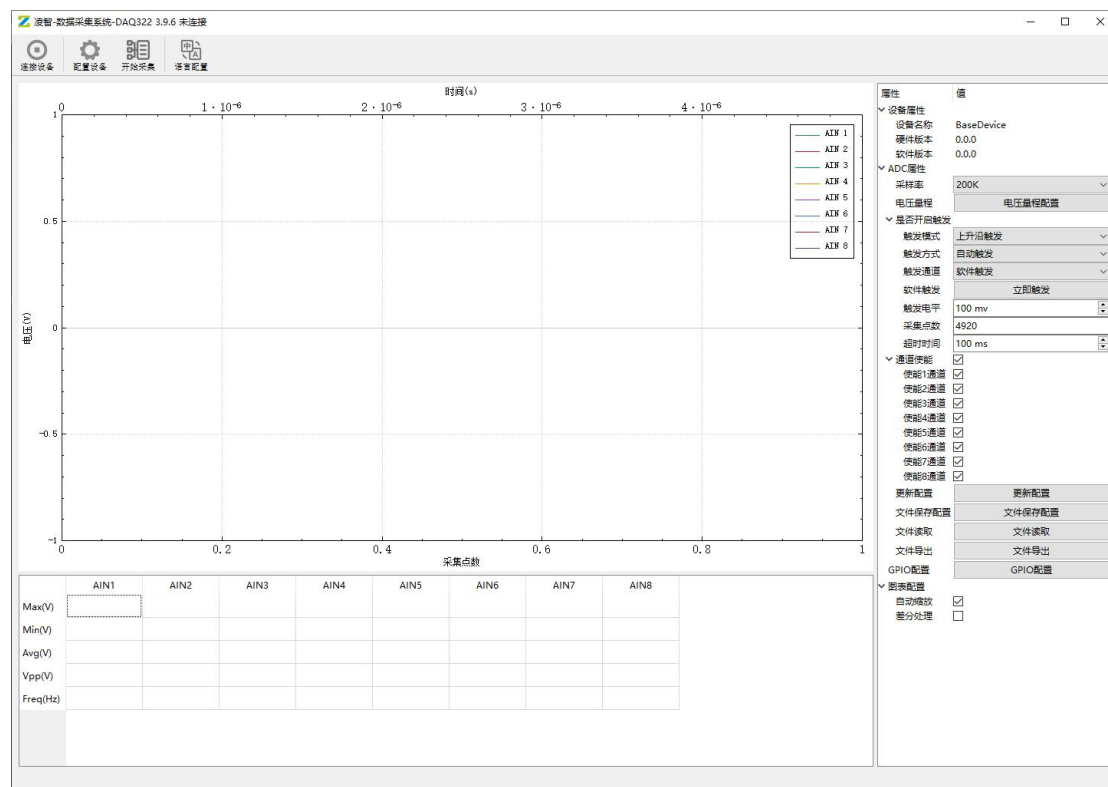 凌智-数据采集系统-DAQ322 3.9.6 未连接
连接设备 配置设备 开始采集 语言配置
时间(s)
0 1·10⁻⁶ 2·10⁻⁶ 3·10⁻⁶ 4·10⁻⁶
1
0.5
0
-0.5
-1
电压(V)
AIN 1
AIN 2
AIN 3
AIN 4
AIN 5
AIN 6
AIN 7
AIN 8
0 0.2 0.4 0.6 0.8 1
采集点数
AIN1 AIN2 AIN3 AIN4 AIN5 AIN6 AIN7 AIN8
Max(V)
Min(V)
Avg(V)
Vpp(V)
Freq(Hz)
属性 值
设备属性
设备名称 BaseDevice
硬件版本 0.0.0
软件版本 0.0.0
ADC属性
采样率 200K
电压量程 电压量程配置
是否开启触发
触发模式 上升沿触发
触发方式 自动触发
触发通道 软件触发
软件触发 立即触发
触发电平 100 mv
采集点数 4920
超时时间 100 ms
通道使能
使能1通道
使能2通道
使能3通道
使能4通道
使能5通道
使能6通道
使能7通道
使能8通道
更新配置 更新配置
文件保存配置 文件保存配置
文件读取 文件读取
文件导出 文件导出
GPIO配置 GPIO配置
图表配置
自动缩放
差分处理